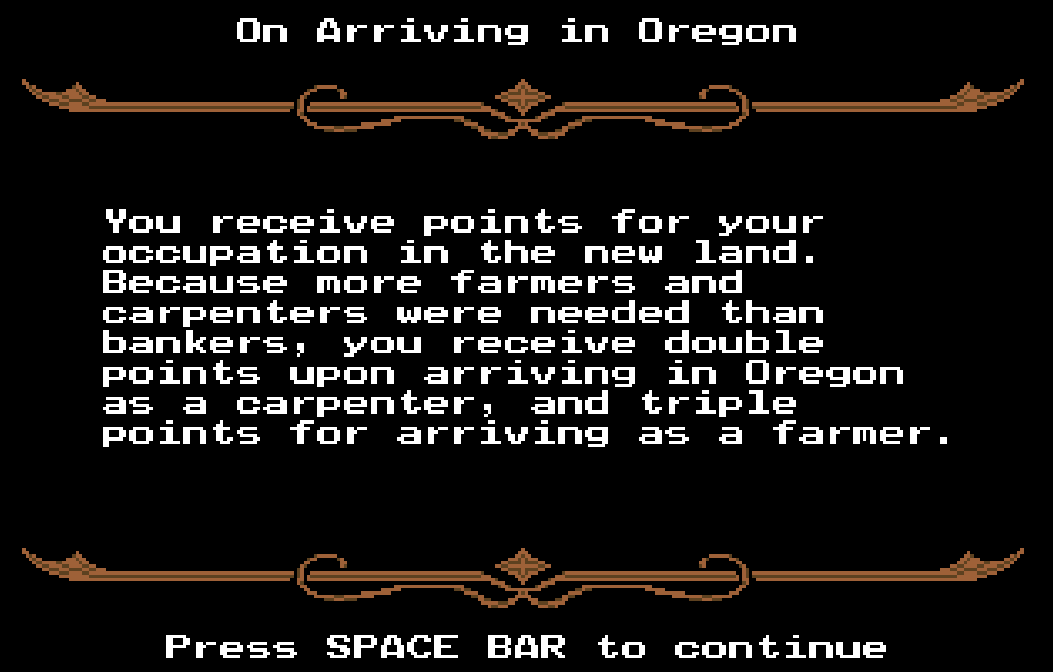 On Arriving in Oregon
You receive points for your
occupation in the new land.
Because more farmers and
carpenters were needed than
bankers, you receive double
points upon arriving in Oregon
as a carpenter, and triple
points for arriving as a farmer.
Press SPACE BAR to continue